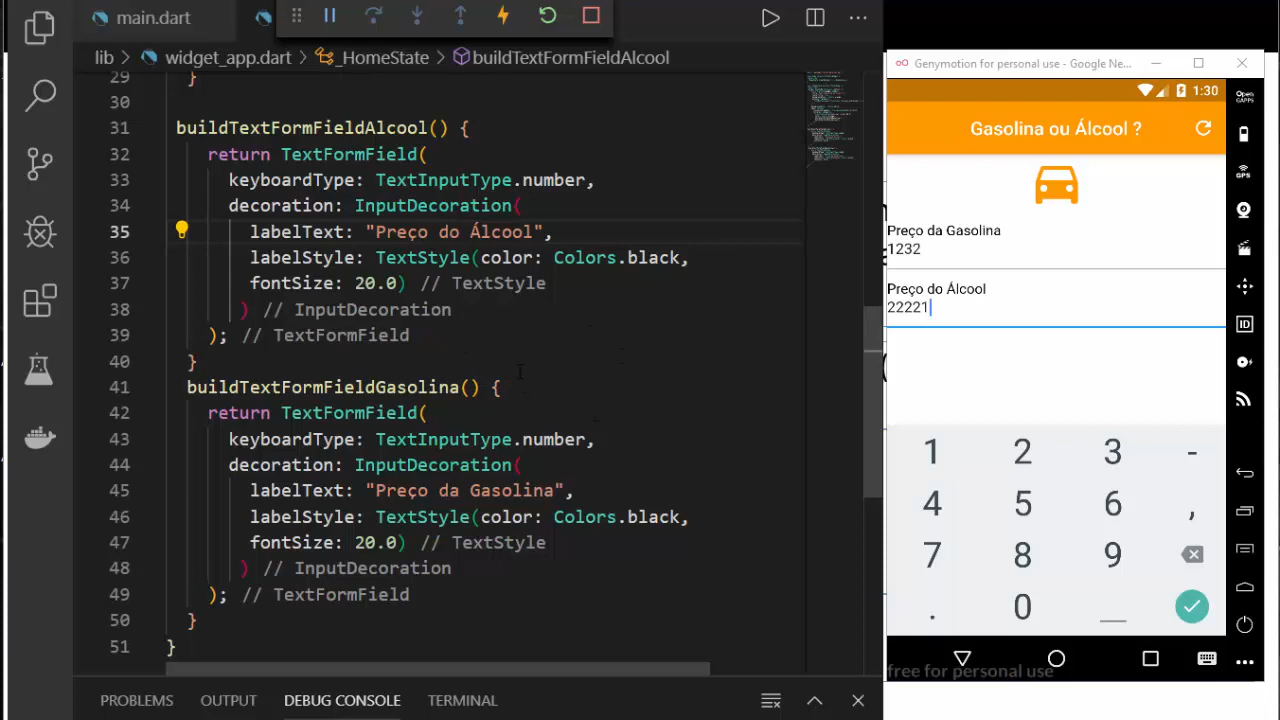 main.dart
lib > widget_app.dart > _HomeState > buildTextFormFieldAlcool
29 }
30
31 buildTextFormFieldAlcool() {
32 return TextFormField(
33 keyboardType: TextInputType.number,
34 decoration: InputDecoration(
35 labelText: "Preço do Álcool",
36 labelStyle: TextStyle(color: Colors.black,
37 fontSize: 20.0) // TextStyle
38 ) // InputDecoration
39 ); // TextFormField
40 }
41 buildTextFormFieldGasolina() {
42 return TextFormField(
43 keyboardType: TextInputType.number,
44 decoration: InputDecoration(
45 labelText: "Preço da Gasolina",
46 labelStyle: TextStyle(color: Colors.black,
47 fontSize: 20.0) // TextStyle
48 ) // InputDecoration
49 ); // TextFormField
50 }
51 }
PROBLEMS OUTPUT DEBUG CONSOLE TERMINAL
Genymotion for personal use - Google Ne...
1:30
Gasolina ou Álcool ?
Preço da Gasolina
1232
Preço do Álcool
22221
1 2 3 -
4 5 6 ,
7 8 9
. 0 _
free for personal use
Open
GAPPS
GPS
ID